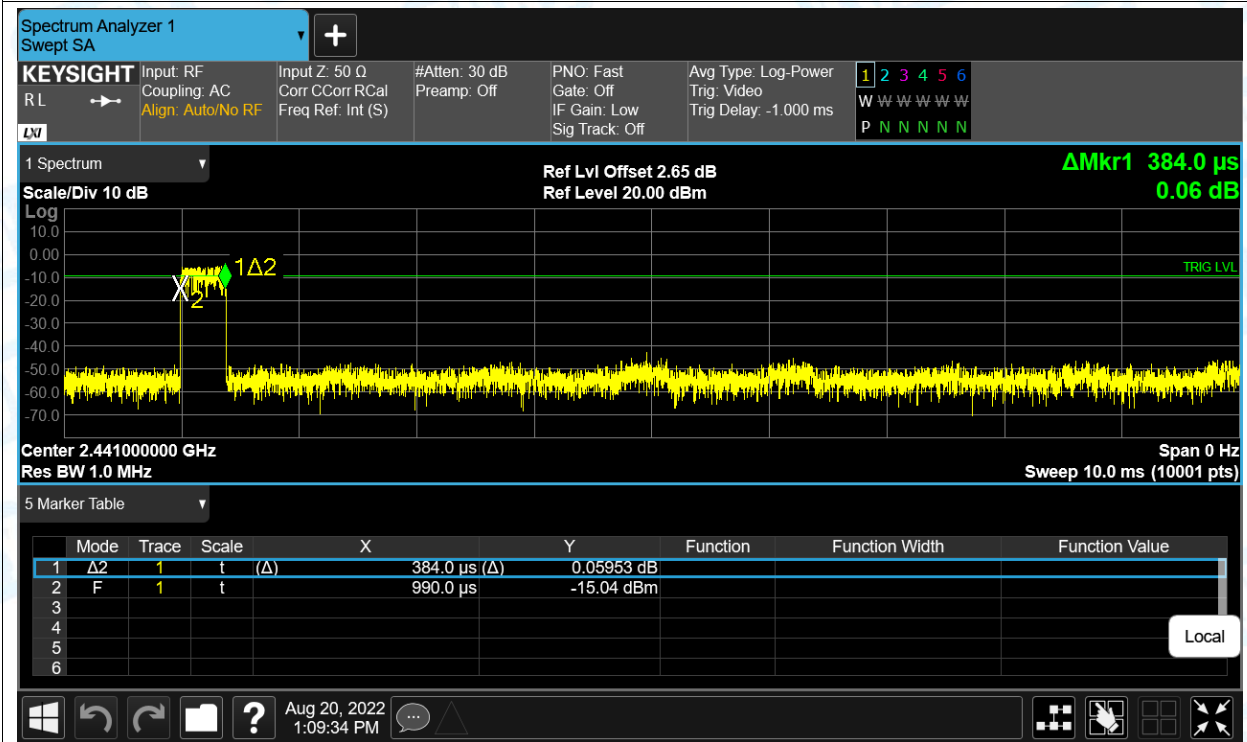 Spectrum Analyzer 1
Swept SA
KEYSIGHT Input: RF Input Z: 50 Ω #Atten: 30 dB PNO: Fast Avg Type: Log-Power 1 2 3 4 5 6
R L Coupling: AC Corr CCorr RCal Preamp: Off Gate: Off Trig: Video W W W W W W
Align: Auto/No RF Freq Ref: Int (S) IF Gain: Low Trig Delay: -1.000 ms
LXI Sig Track: Off P N N N N N
1 Spectrum Ref Lvl Offset 2.65 dB ΔMkr1 384.0 µs
Scale/Div 10 dB Ref Level 20.00 dBm 0.06 dB
Log
10.0
0.00
1Δ2 TRIG LVL
-10.0
X2
-20.0
-30.0
-40.0
-50.0
-60.0
-70.0
Center 2.441000000 GHz Span 0 Hz
Res BW 1.0 MHz Sweep 10.0 ms (10001 pts)
5 Marker Table
Mode Trace Scale X Y Function Function Width Function Value
1 Δ2 1 t (Δ) 384.0 µs (Δ) 0.05953 dB
2 F 1 t 990.0 µs -15.04 dBm
3
4
5
6
Local
? Aug 20, 2022
1:09:34 PM